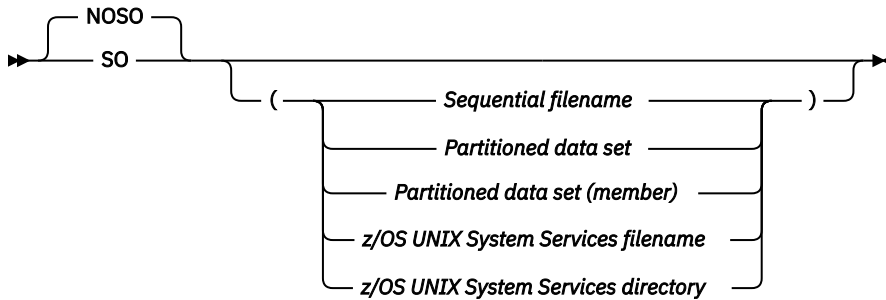 NOSO
SO
( Sequential filename )
Partitioned data set
Partitioned data set (member)
z/OS UNIX System Services filename
z/OS UNIX System Services directory